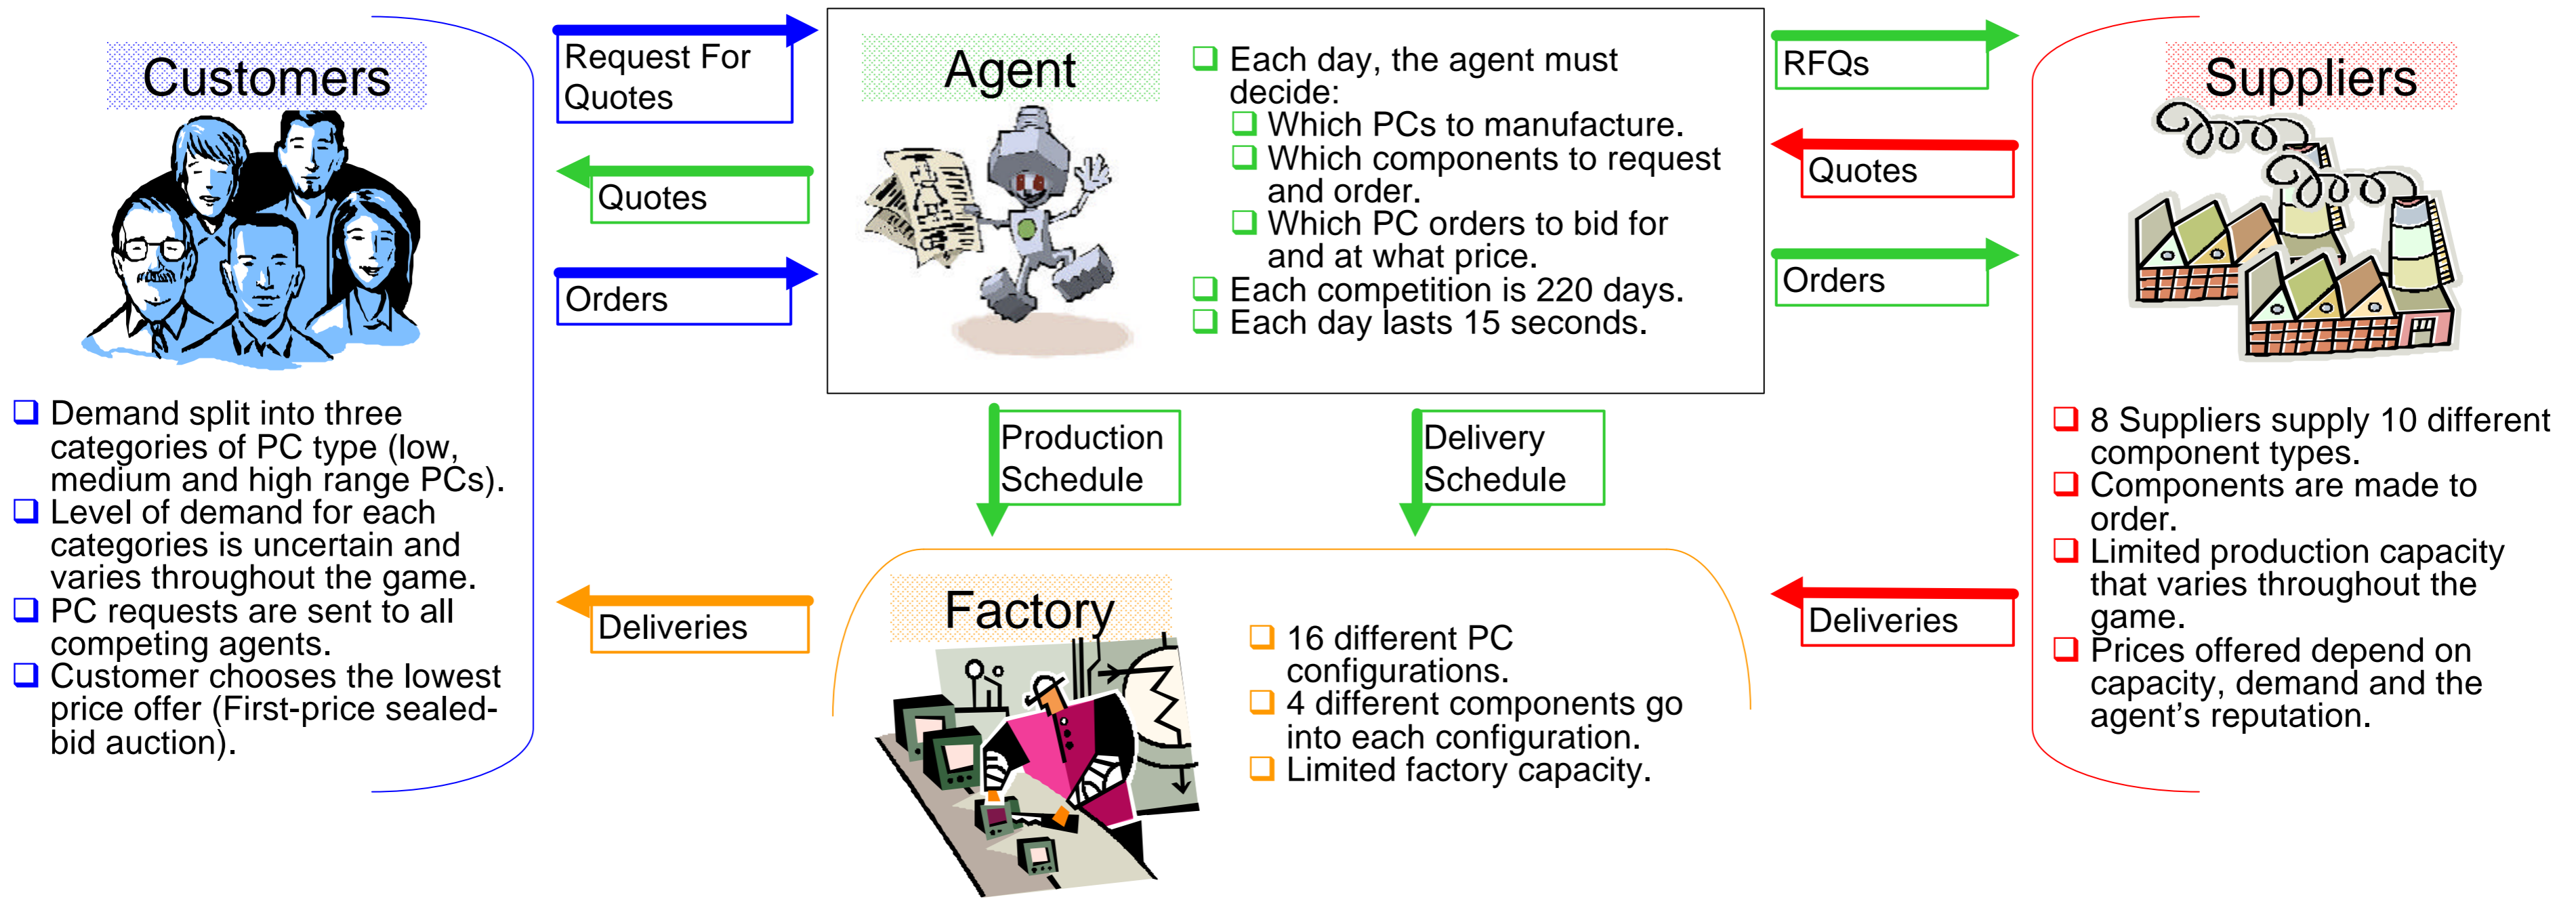 Customers
Demand split into three
categories of PC type (low,
medium and high range PCs).
Level of demand for each
categories is uncertain and
varies throughout the game.
PC requests are sent to all
competing agents.
Customer chooses the lowest
price offer (First-price sealed-
bid auction).
Request For
Quotes
Quotes
Orders
Agent
Each day, the agent must
decide:
Which PCs to manufacture.
Which components to request
and order.
Which PC orders to bid for
and at what price.
Each competition is 220 days.
Each day lasts 15 seconds.
RFQs
Quotes
Orders
Suppliers
8 Suppliers supply 10 different
component types.
Components are made to
order.
Limited production capacity
that varies throughout the
game.
Prices offered depend on
capacity, demand and the
agent's reputation.
Production
Schedule
Delivery
Schedule
Deliveries
Factory
16 different PC
configurations.
4 different components go
into each configuration.
Limited factory capacity.
Deliveries